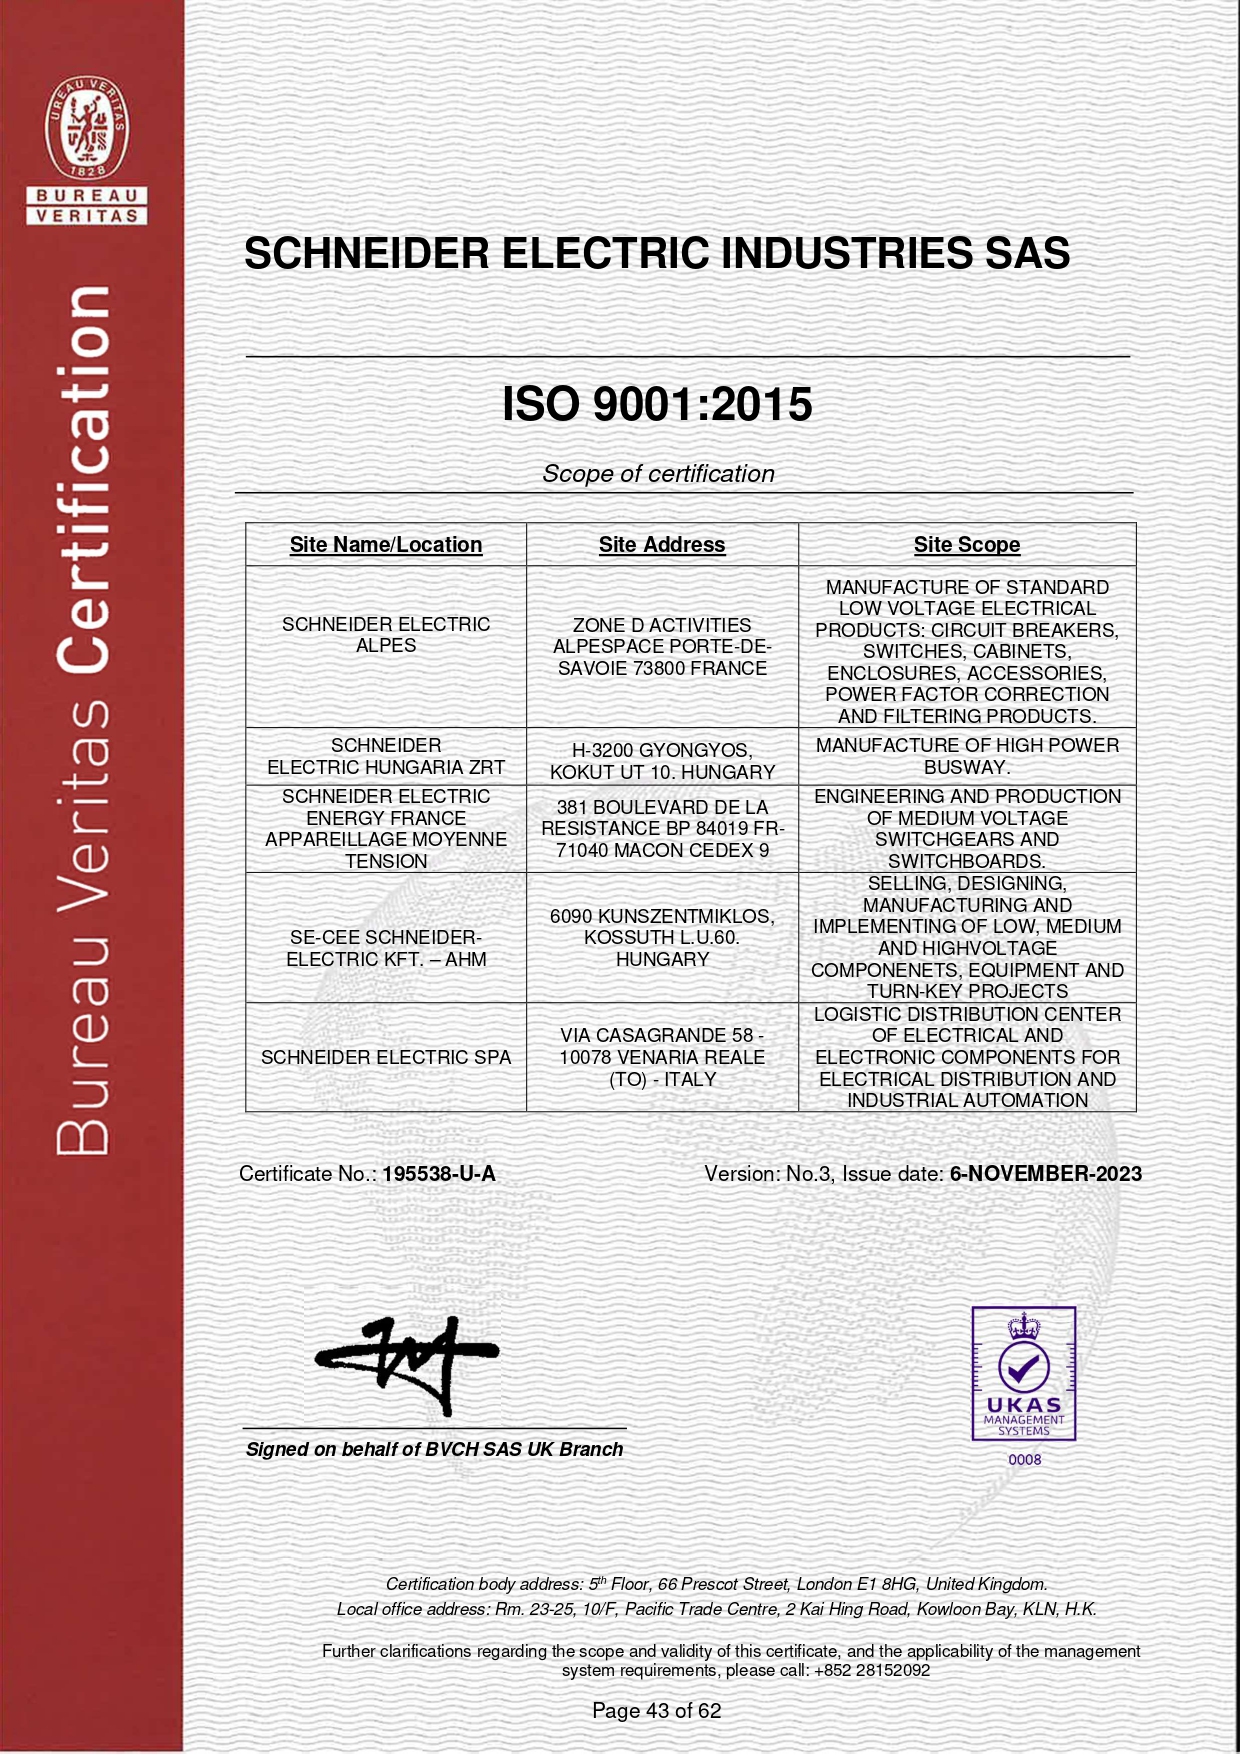 BUREAU VERITAS
1828
BUREAU
VERITAS
Bureau Veritas Certification
SCHNEIDER ELECTRIC INDUSTRIES SAS
ISO 9001:2015
Scope of certification
Site Name/Location
Site Address
Site Scope
SCHNEIDER ELECTRIC
ALPES
ZONE D ACTIVITIES
ALPESPACE PORTE-DE-
SAVOIE 73800 FRANCE
MANUFACTURE OF STANDARD
LOW VOLTAGE ELECTRICAL
PRODUCTS: CIRCUIT BREAKERS,
SWITCHES, CABINETS,
ENCLOSURES, ACCESSORIES,
POWER FACTOR CORRECTION
AND FILTERING PRODUCTS.
SCHNEIDER
ELECTRIC HUNGARIA ZRT
H-3200 GYONGYOS,
KOKUT UT 10. HUNGARY
MANUFACTURE OF HIGH POWER
BUSWAY.
SCHNEIDER ELECTRIC
ENERGY FRANCE
APPAREILLAGE MOYENNE
TENSION
381 BOULEVARD DE LA
RESISTANCE BP 84019 FR-
71040 MACON CEDEX 9
ENGINEERING AND PRODUCTION
OF MEDIUM VOLTAGE
SWITCHGEARS AND
SWITCHBOARDS.
SE-CEE SCHNEIDER-
ELECTRIC KFT. – AHM
6090 KUNSZENTMIKLOS,
KOSSUTH L.U.60.
HUNGARY
SELLING, DESIGNING,
MANUFACTURING AND
IMPLEMENTING OF LOW, MEDIUM
AND HIGHVOLTAGE
COMPONENETS, EQUIPMENT AND
TURN-KEY PROJECTS
SCHNEIDER ELECTRIC SPA
VIA CASAGRANDE 58 -
10078 VENARIA REALE
(TO) - ITALY
LOGISTIC DISTRIBUTION CENTER
OF ELECTRICAL AND
ELECTRONIC COMPONENTS FOR
ELECTRICAL DISTRIBUTION AND
INDUSTRIAL AUTOMATION
Certificate No.: 195538-U-A
Version: No.3, Issue date: 6-NOVEMBER-2023
Signed on behalf of BVCH SAS UK Branch
UKAS
MANAGEMENT
SYSTEMS
0008
Certification body address: 5th Floor, 66 Prescot Street, London E1 8HG, United Kingdom.
Local office address: Rm. 23-25, 10/F, Pacific Trade Centre, 2 Kai Hing Road, Kowloon Bay, KLN, H.K.
Further clarifications regarding the scope and validity of this certificate, and the applicability of the management
system requirements, please call: +852 28152092
Page 43 of 62